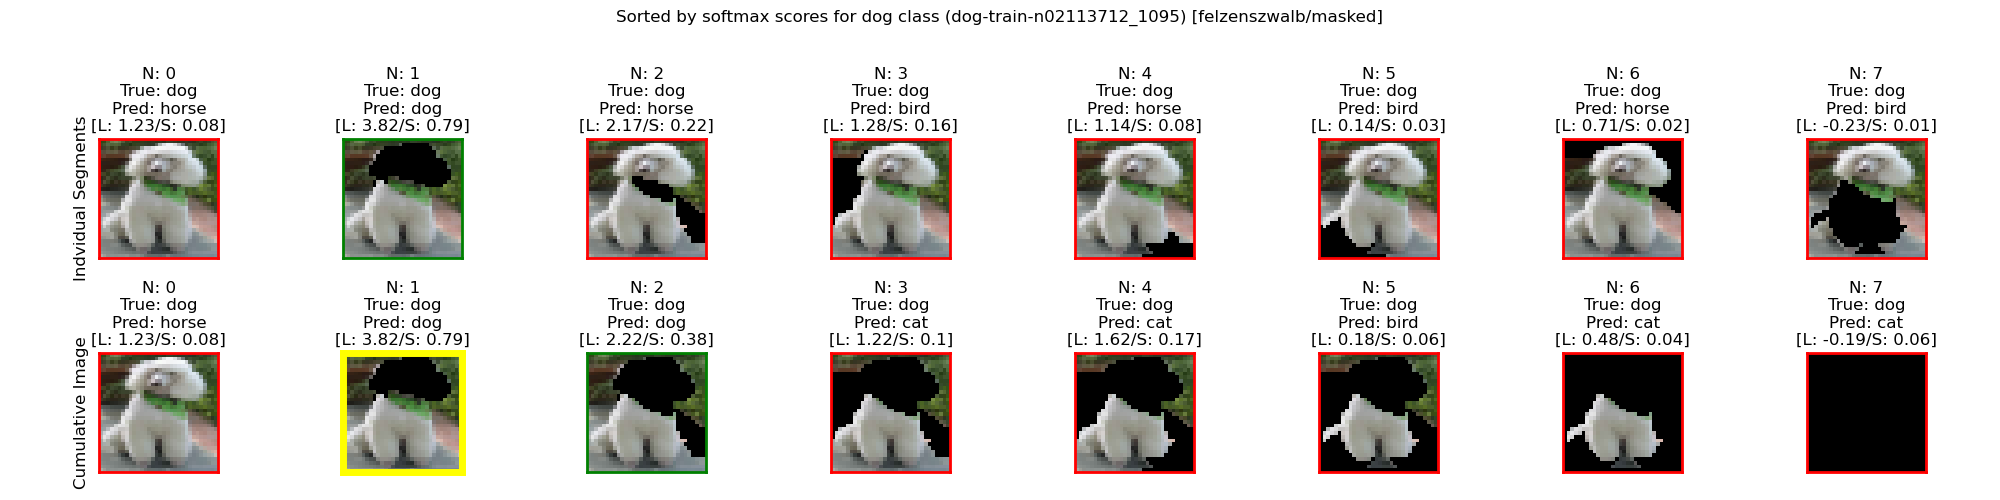 Sorted by softmax scores for dog class (dog-train-n02113712_1095) [felzenszwalb/masked]
Indvidual Segments
N: 0
True: dog
Pred: horse
[L: 1.23/S: 0.08]
N: 1
True: dog
Pred: dog
[L: 3.82/S: 0.79]
N: 2
True: dog
Pred: horse
[L: 2.17/S: 0.22]
N: 3
True: dog
Pred: bird
[L: 1.28/S: 0.16]
N: 4
True: dog
Pred: horse
[L: 1.14/S: 0.08]
N: 5
True: dog
Pred: bird
[L: 0.14/S: 0.03]
N: 6
True: dog
Pred: horse
[L: 0.71/S: 0.02]
N: 7
True: dog
Pred: bird
[L: -0.23/S: 0.01]
Cumulative Image
N: 0
True: dog
Pred: horse
[L: 1.23/S: 0.08]
N: 1
True: dog
Pred: dog
[L: 3.82/S: 0.79]
N: 2
True: dog
Pred: dog
[L: 2.22/S: 0.38]
N: 3
True: dog
Pred: cat
[L: 1.22/S: 0.1]
N: 4
True: dog
Pred: cat
[L: 1.62/S: 0.17]
N: 5
True: dog
Pred: bird
[L: 0.18/S: 0.06]
N: 6
True: dog
Pred: cat
[L: 0.48/S: 0.04]
N: 7
True: dog
Pred: cat
[L: -0.19/S: 0.06]